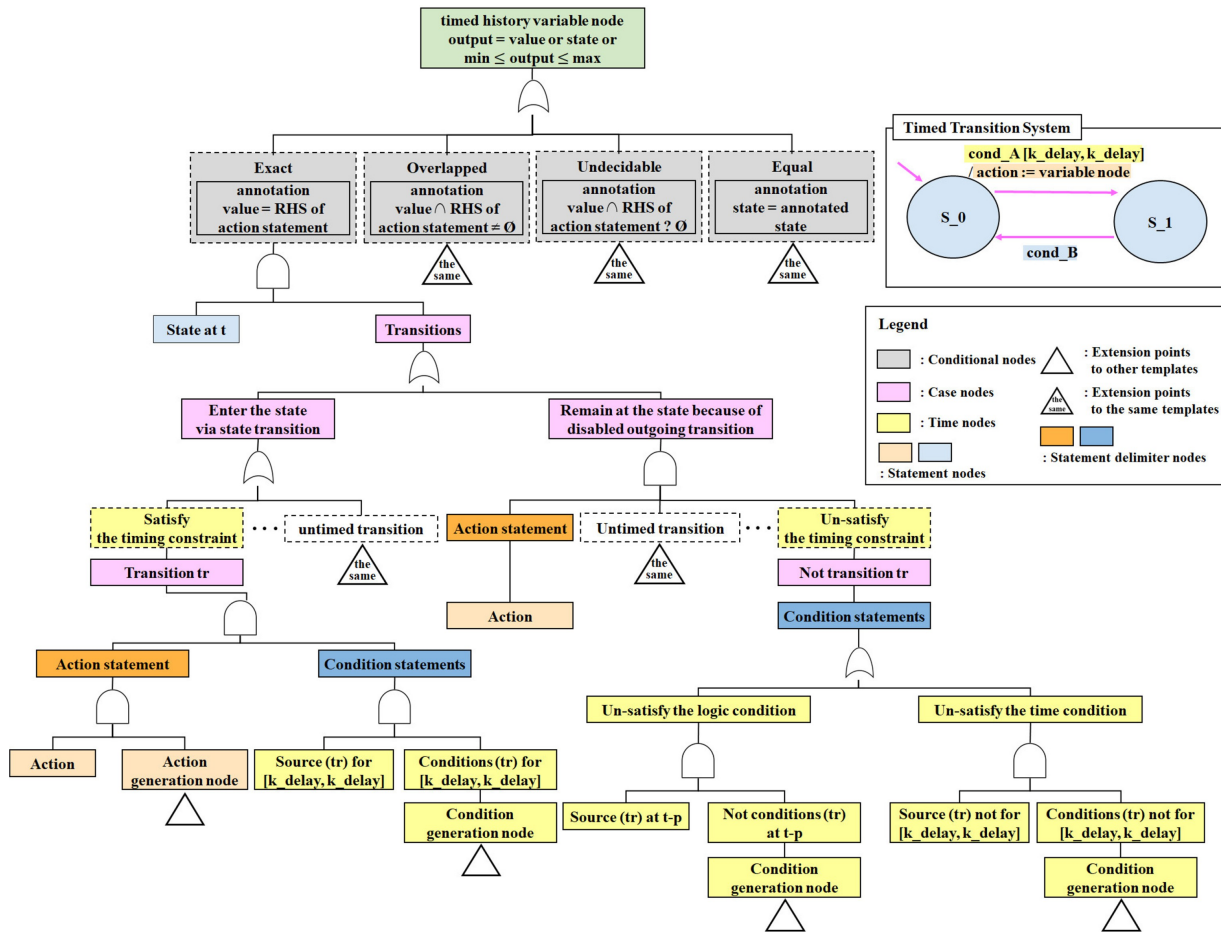 timed history variable node
output = value or state or
min ≤ output ≤ max
Exact
annotation
value = RHS of
action statement
Overlapped
annotation
value ∩ RHS of
action statement ≠ Ø
Undecidable
annotation
value ∩ RHS of
action statement ? Ø
Equal
annotation
state = annotated
state
the
same
the
same
the
same
Timed Transition System
cond_A [k_delay, k_delay]
/ action := variable node
S_0
S_1
cond_B
State at t
Transitions
Legend
: Conditional nodes
: Case nodes
: Time nodes
: Statement nodes
: Extension points
to other templates
the
same
: Extension points
to the same templates
: Statement delimiter nodes
Enter the state
via state transition
Remain at the state because of
disabled outgoing transition
Satisfy
the timing constraint
• • •
untimed transition
the
same
Transition tr
Action statement
Action
Untimed transition
the
same
• • •
Un-satisfy
the timing constraint
Not transition tr
Condition statements
Action statement
Condition statements
Action
Action
generation node
Source (tr) for
[k_delay, k_delay]
Conditions (tr) for
[k_delay, k_delay]
Condition
generation node
Un-satisfy the logic condition
Un-satisfy the time condition
Source (tr) at t-p
Not conditions (tr)
at t-p
Condition
generation node
Source (tr) not for
[k_delay, k_delay]
Conditions (tr) not for
[k_delay, k_delay]
Condition
generation node